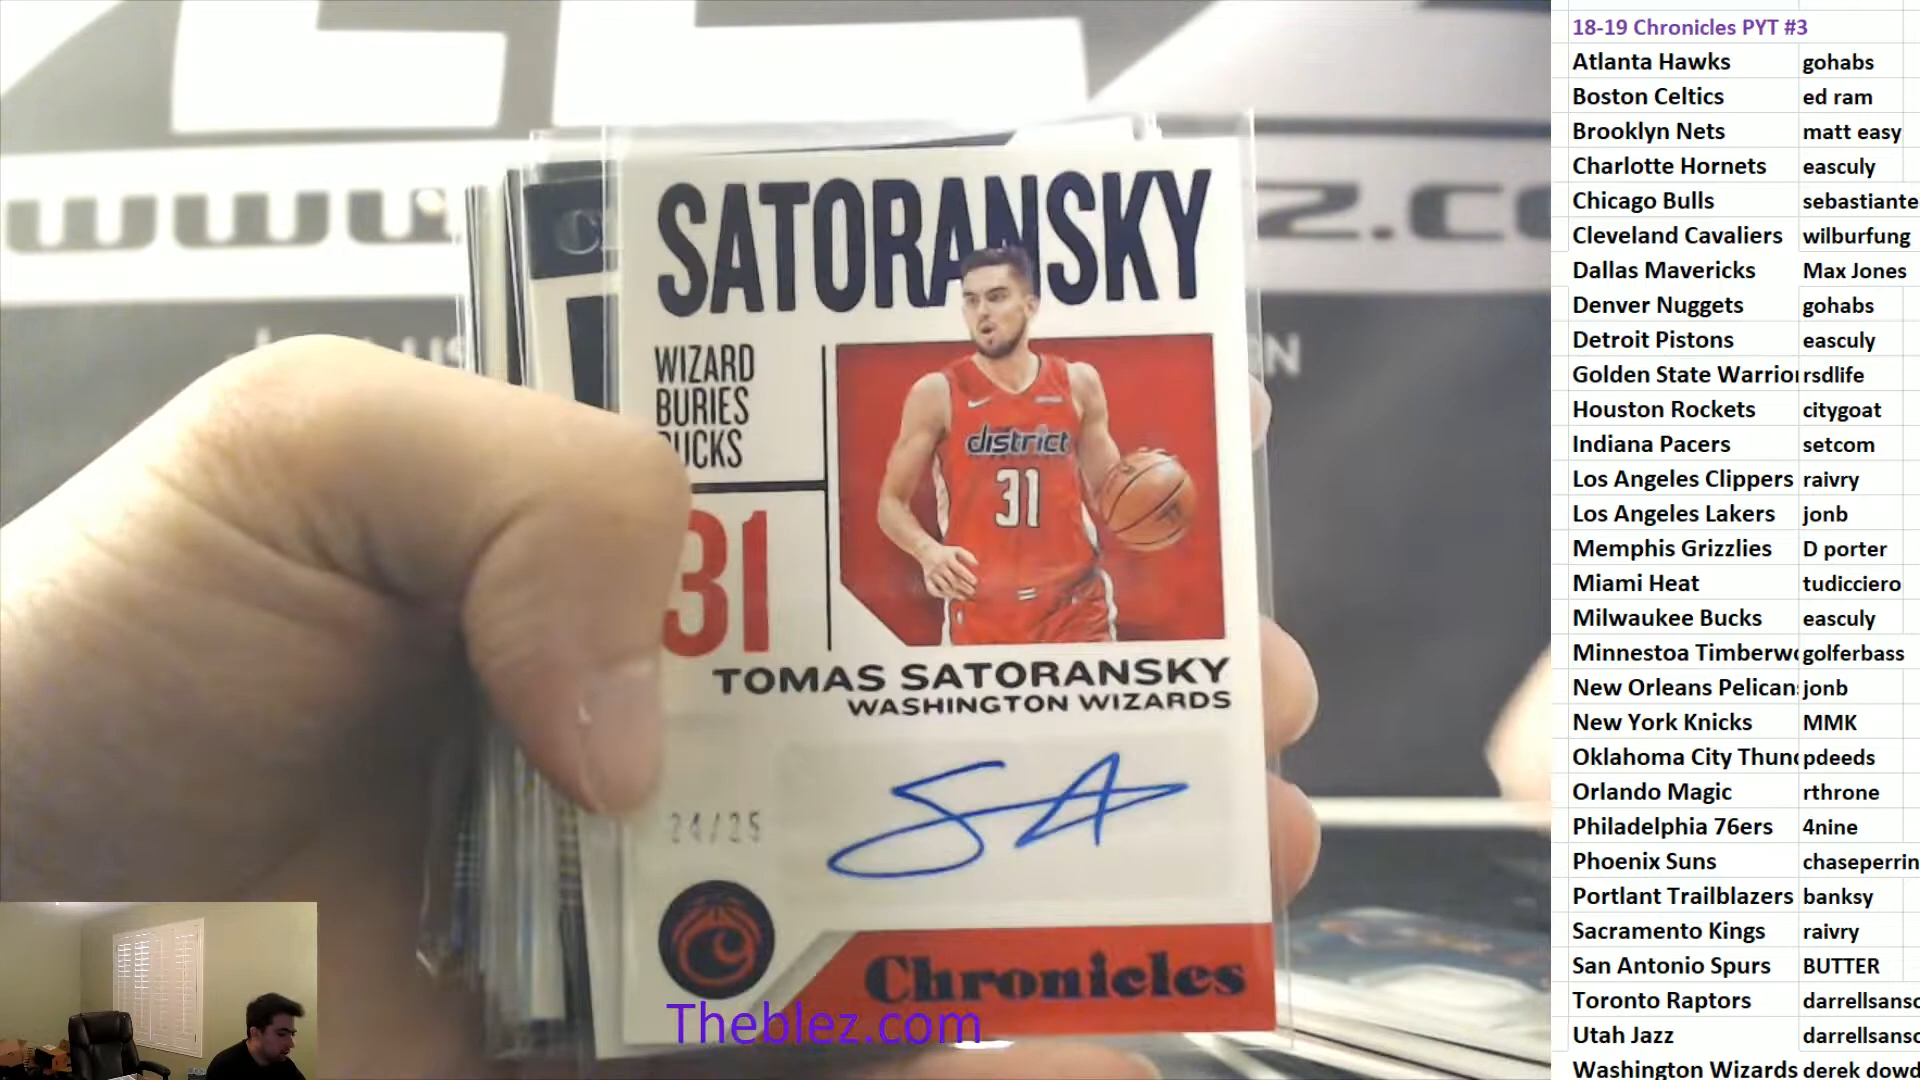 SATORANSKY
WIZARD
BURIES
BUCKS
31
district
31
TOMAS SATORANSKY
WASHINGTON WIZARDS
24/25
Chronicles
Theblez.com
18-19 Chronicles PYT #3
Atlanta Hawks gohabs
Boston Celtics ed ram
Brooklyn Nets matt easy
Charlotte Hornets easculy
Chicago Bulls sebastiante
Cleveland Cavaliers wilburfung
Dallas Mavericks Max Jones
Denver Nuggets gohabs
Detroit Pistons easculy
Golden State Warrior rsdlife
Houston Rockets citygoat
Indiana Pacers setcom
Los Angeles Clippers raivry
Los Angeles Lakers jonb
Memphis Grizzlies D porter
Miami Heat tudicciero
Milwaukee Bucks easculy
Minnestoa Timberwo golferbass
New Orleans Pelicans jonb
New York Knicks MMK
Oklahoma City Thund pdeeds
Orlando Magic rthrone
Philadelphia 76ers 4nine
Phoenix Suns chaseperrin
Portlant Trailblazers banksy
Sacramento Kings raivry
San Antonio Spurs BUTTER
Toronto Raptors darrellsansc
Utah Jazz darrellsansc
Washington Wizards derek dowd